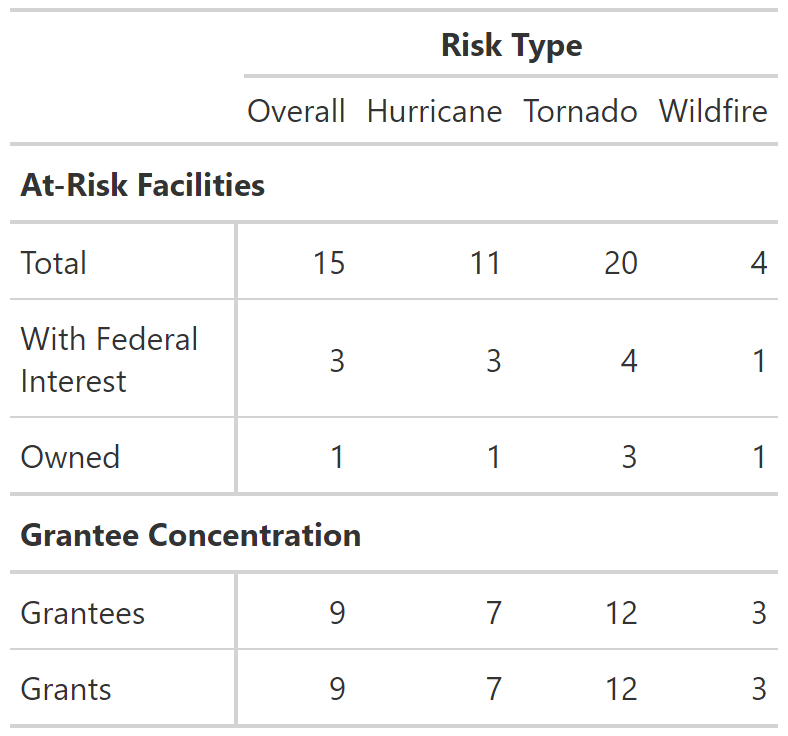 Risk Type
Overall Hurricane Tornado Wildfire
At-Risk Facilities
Total 15 11 20 4
With Federal
Interest 3 3 4 1
Owned 1 1 3 1
Grantee Concentration
Grantees 9 7 12 3
Grants 9 7 12 3